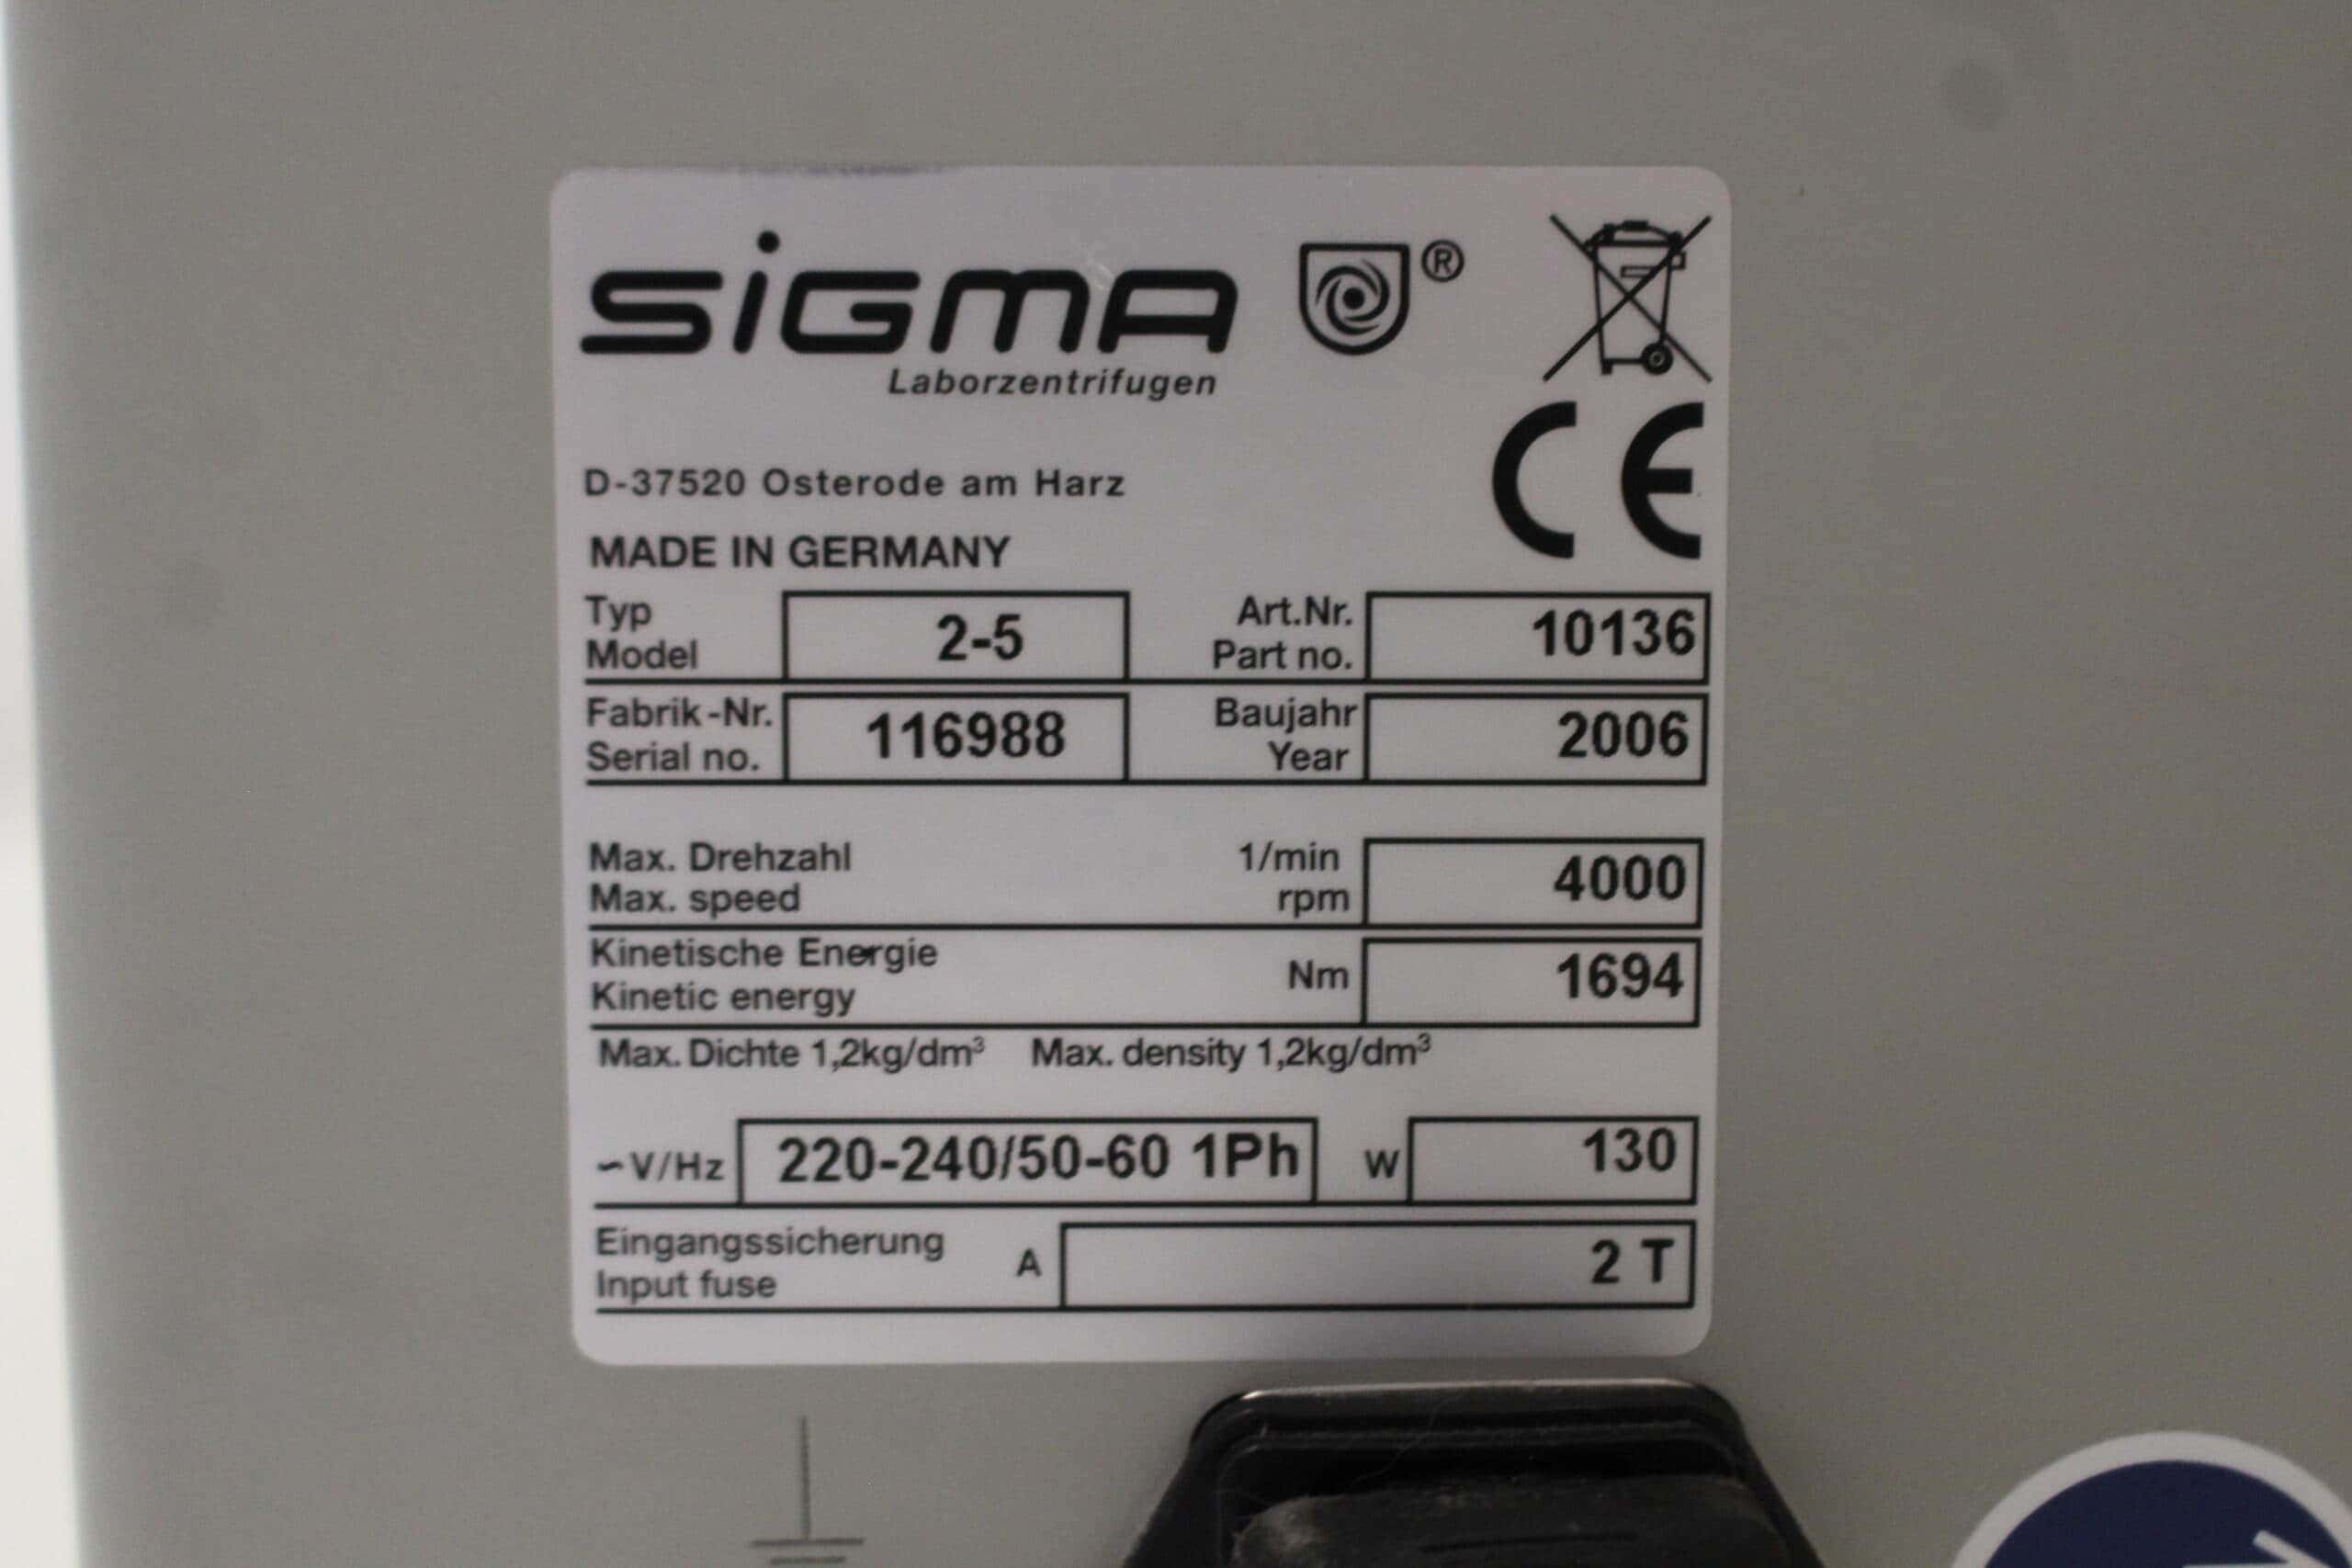 SIGMA ®
Laborzentrifugen
CE
D-37520 Osterode am Harz
MADE IN GERMANY
Typ
Model 2-5
Art.Nr.
Part no. 10136
Fabrik-Nr.
Serial no. 116988
Baujahr
Year 2006
Max. Drehzahl 1/min
Max. speed rpm 4000
Kinetische Energie
Kinetic energy Nm 1694
Max. Dichte 1,2kg/dm³ Max. density 1,2kg/dm³
~V/Hz 220-240/50-60 1Ph W 130
Eingangssicherung
Input fuse A 2 T